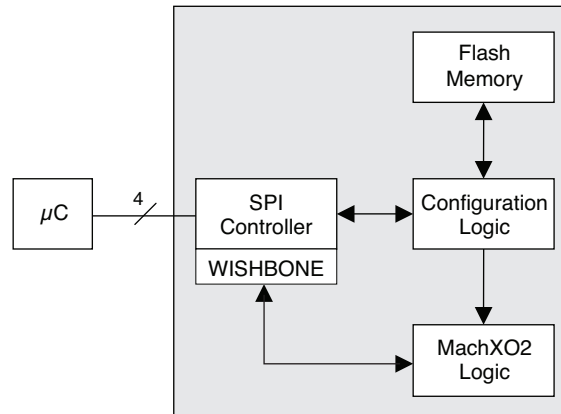 Flash
Memory
µC
4
SPI
Controller
WISHBONE
Configuration
Logic
MachXO2
Logic